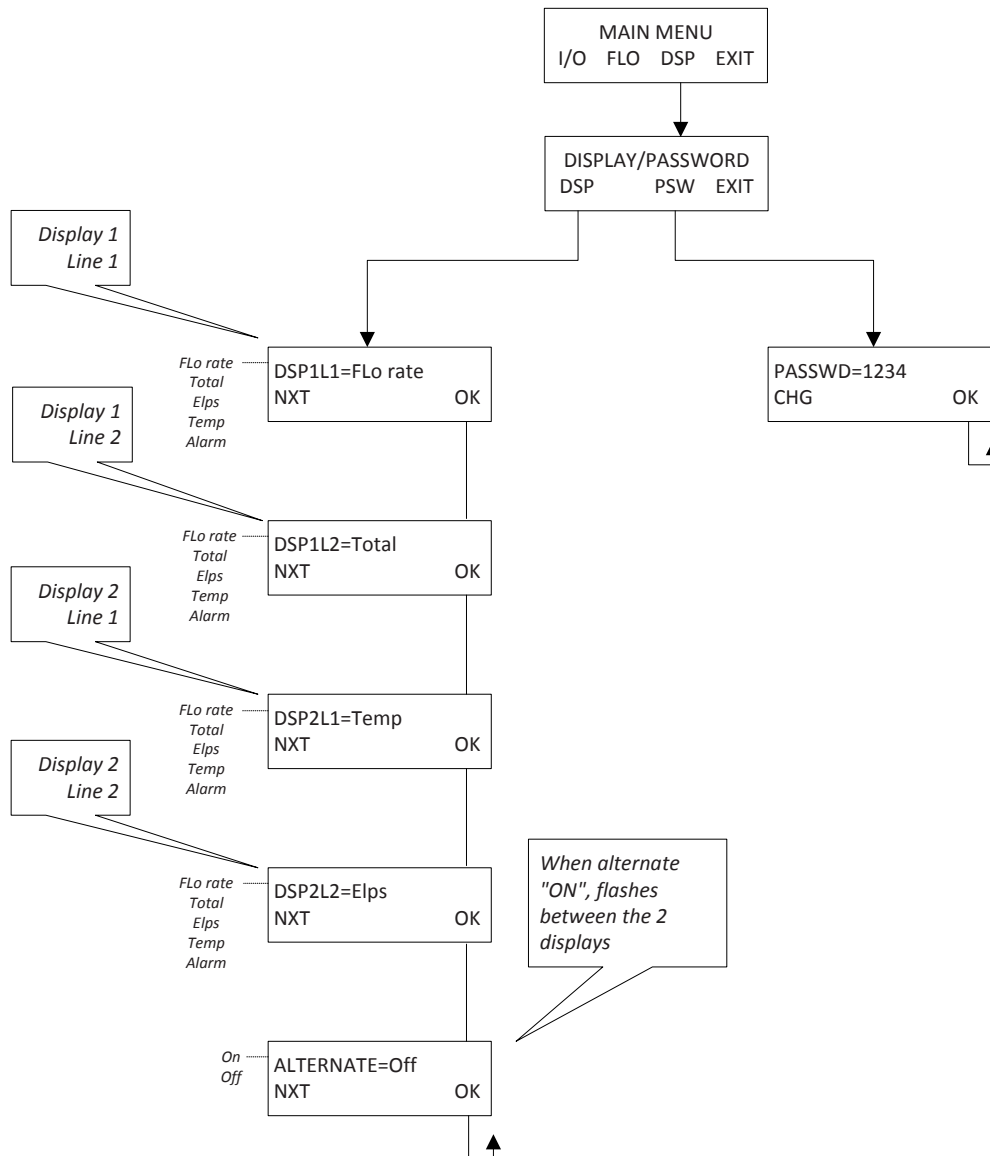 MAIN MENU
I/O FLO DSP EXIT
DISPLAY/PASSWORD
DSP PSW EXIT
Display 1
Line 1
FLo rate
Total
Elps
Temp
Alarm
DSP1L1=FLo rate
NXT OK
PASSWD=1234
CHG OK
Display 1
Line 2
FLo rate
Total
Elps
Temp
Alarm
DSP1L2=Total
NXT OK
Display 2
Line 1
FLo rate
Total
Elps
Temp
Alarm
DSP2L1=Temp
NXT OK
Display 2
Line 2
FLo rate
Total
Elps
Temp
Alarm
DSP2L2=Elps
NXT OK
When alternate
"ON", flashes
between the 2
displays
On
Off
ALTERNATE=Off
NXT OK